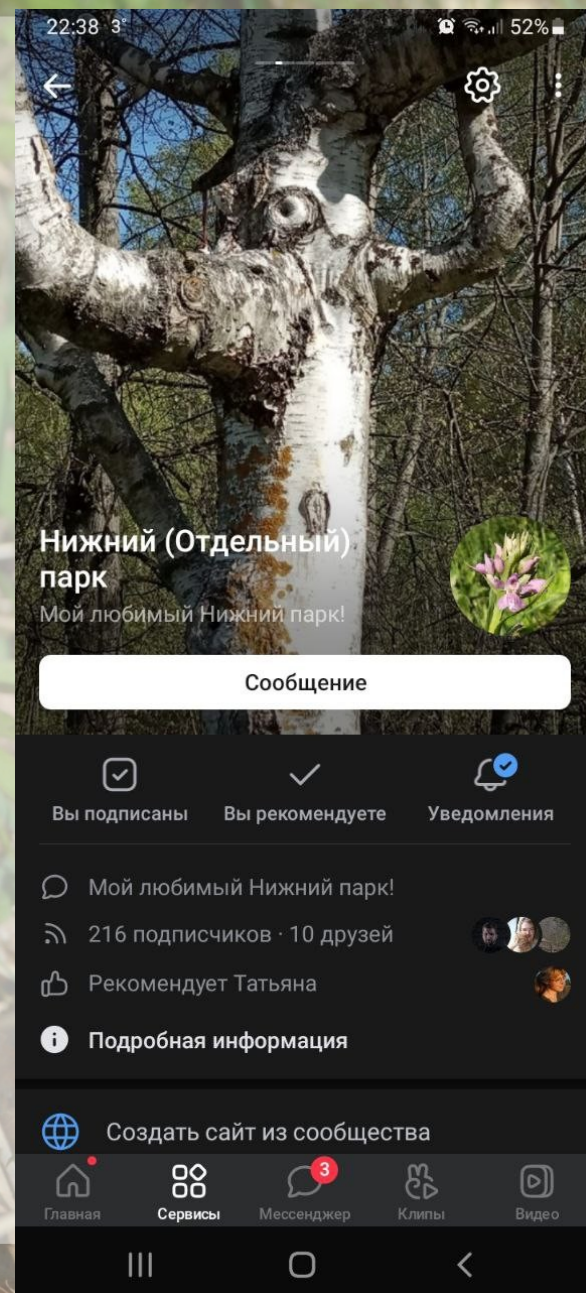 22:38 3° 52%
Нижний (Отдельный)
парк
Мой любимый Нижний парк!
Сообщение
Вы подписаны Вы рекомендуете Уведомления
Мой любимый Нижний парк!
216 подписчиков · 10 друзей
Рекомендует Татьяна
Подробная информация
Создать сайт из сообщества
3
Главная Сервисы Мессенджер Клипы Видео